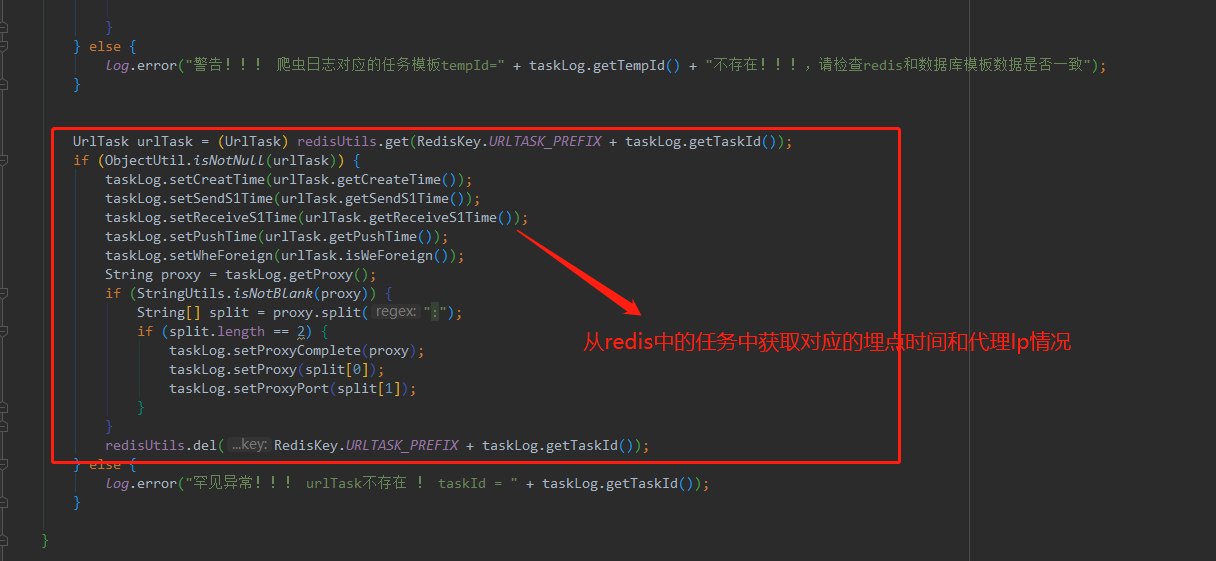 }
} else {
log.error("警告！！！ 爬虫日志对应的任务模板tempId=" + taskLog.getTempId() + "不存在！！！，请检查redis和数据库模板数据是否一致");
}
UrlTask urlTask = (UrlTask) redisUtils.get(RedisKey.URLTASK_PREFIX + taskLog.getTaskId());
if (ObjectUtil.isNotNull(urlTask)) {
taskLog.setCreatTime(urlTask.getCreateTime());
taskLog.setSendS1Time(urlTask.getSendS1Time());
taskLog.setReceiveS1Time(urlTask.getReceiveS1Time());
taskLog.setPushTime(urlTask.getPushTime());
taskLog.setWheForeign(urlTask.isWeForeign());
String proxy = taskLog.getProxy();
if (StringUtils.isNotBlank(proxy)) {
String[] split = proxy.split( regex: ":");
if (split.length == 2) {
从redis中的任务中获取对应的埋点时间和代理Ip情况
taskLog.setProxyComplete(proxy);
taskLog.setProxy(split[0]);
taskLog.setProxyPort(split[1]);
}
}
redisUtils.del( ...key: RedisKey.URLTASK_PREFIX + taskLog.getTaskId());
} else {
log.error("罕见异常！！！ urlTask不存在 ！ taskId = " + taskLog.getTaskId());
}
}